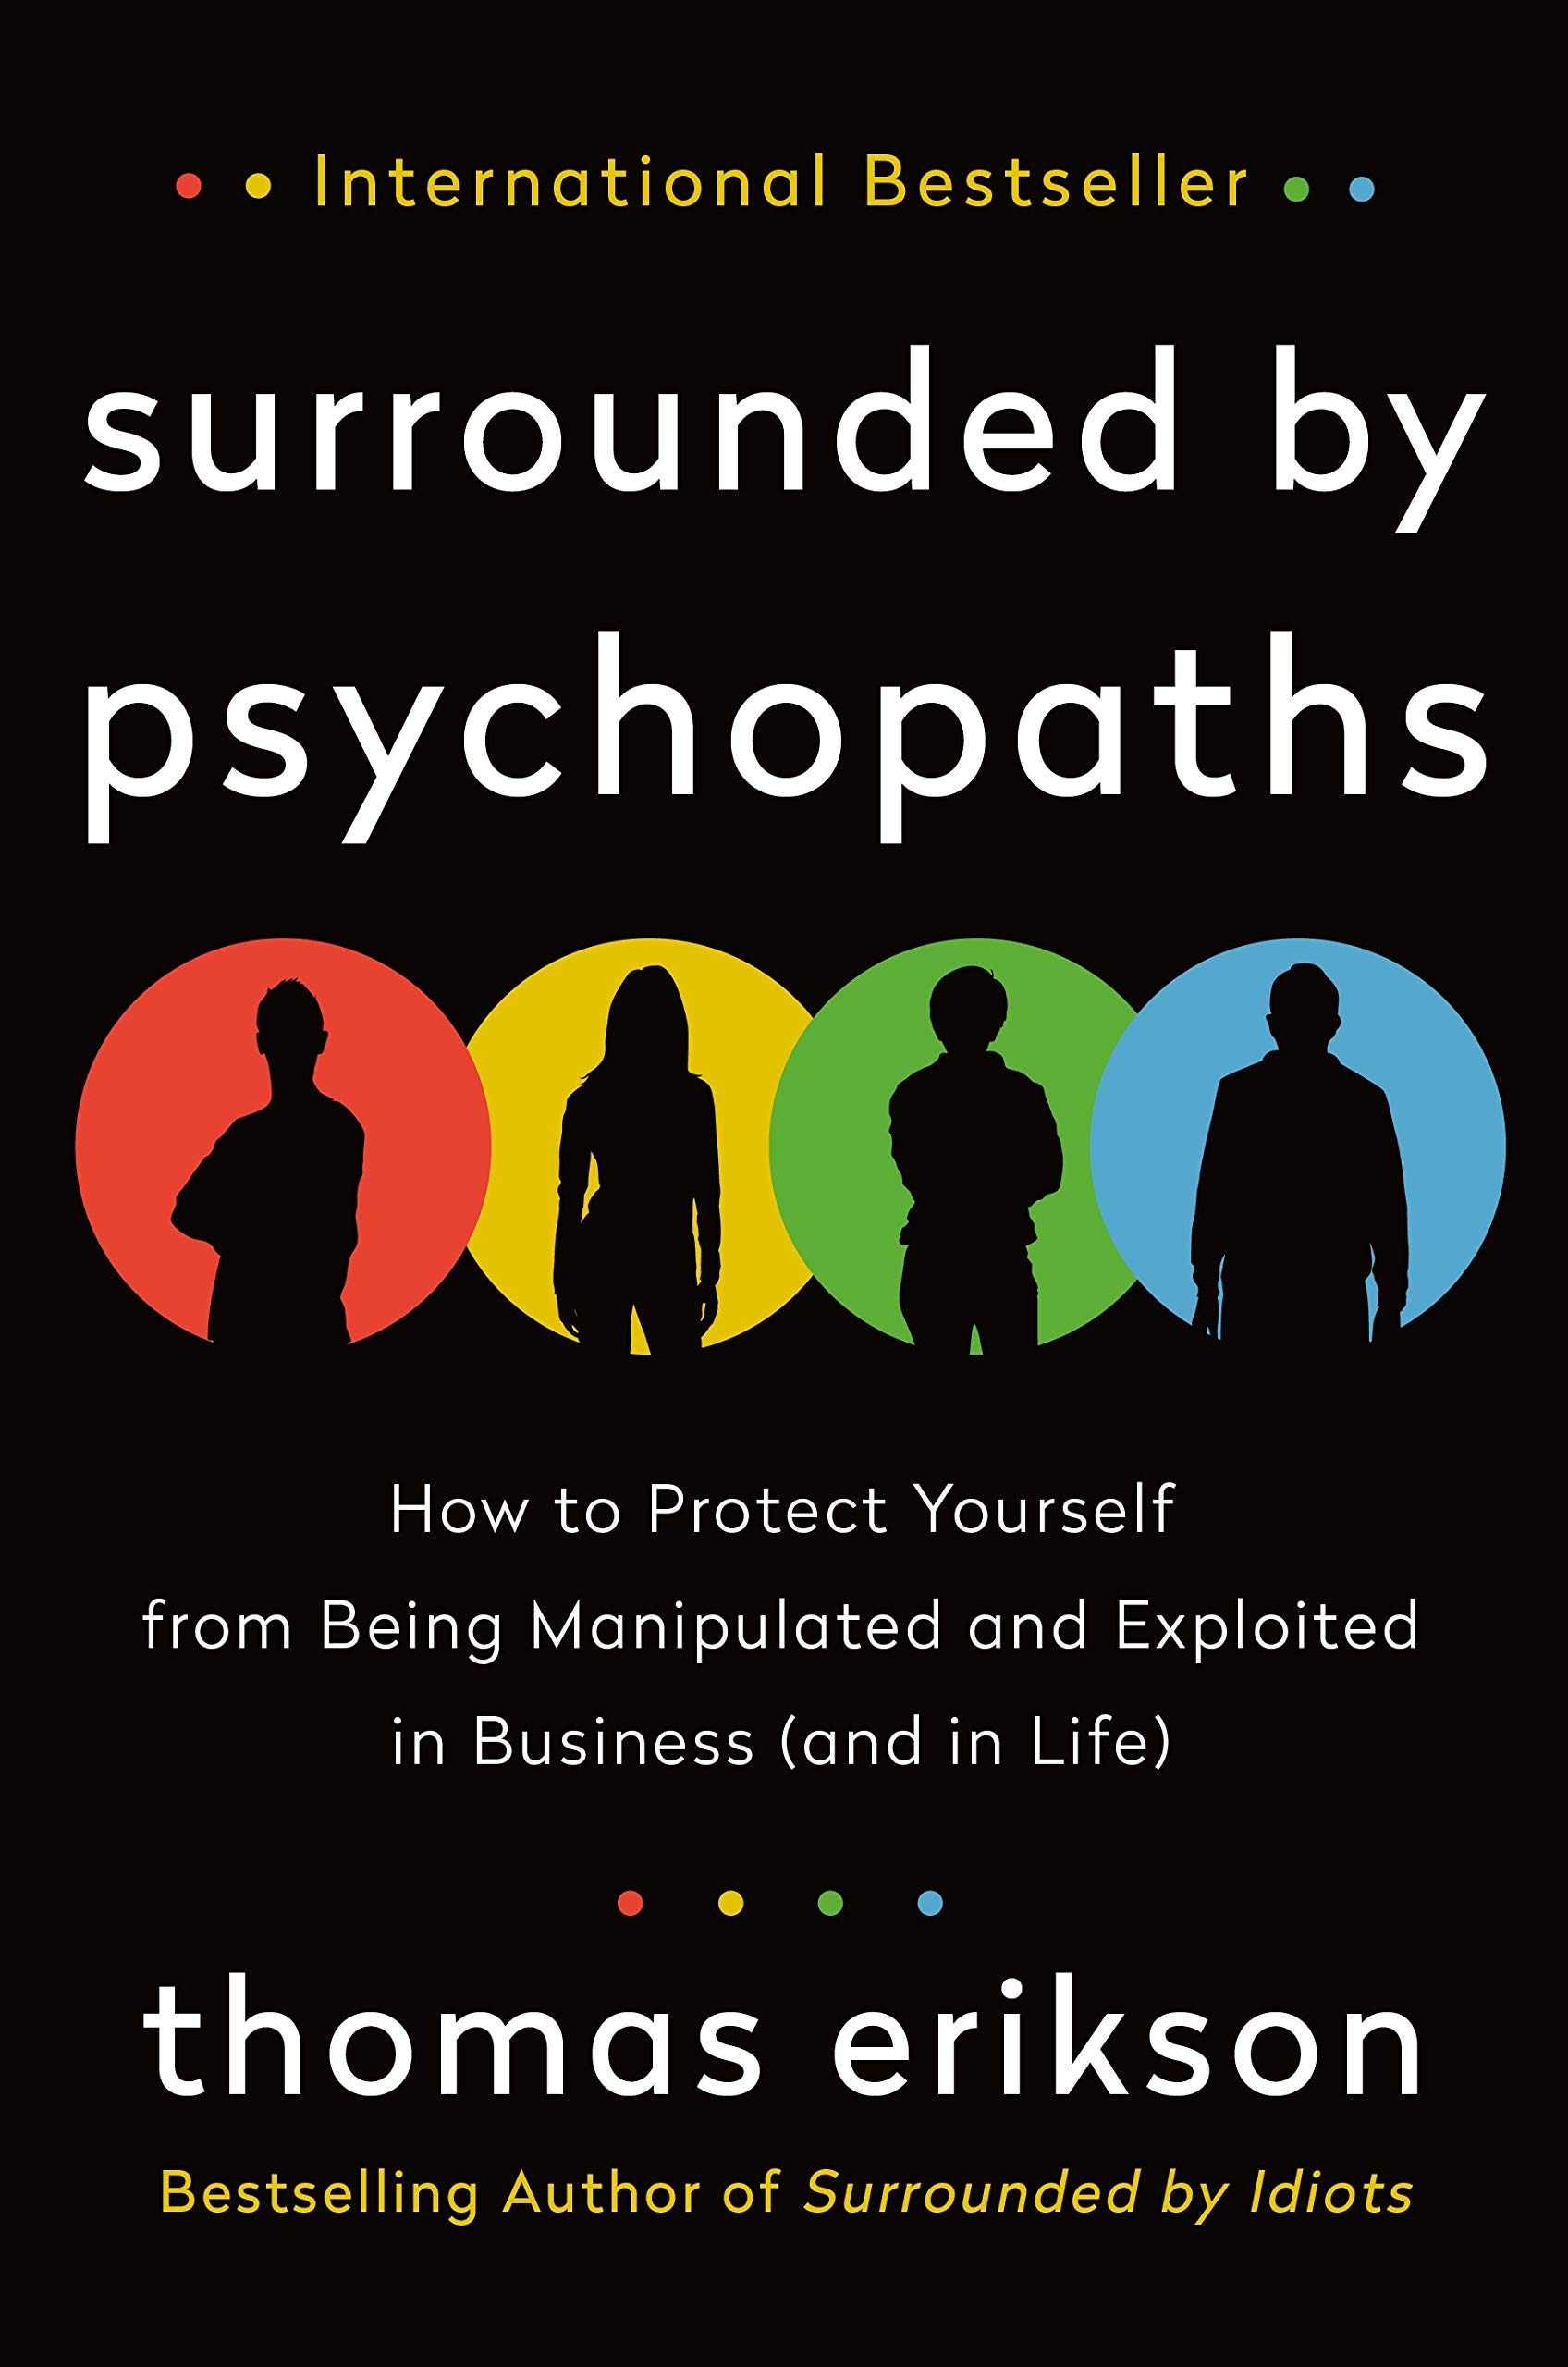 International Bestseller
surrounded by
psychopaths
How to Protect Yourself
from Being Manipulated and Exploited
in Business (and in Life)
thomas erikson
Bestselling Author of Surrounded by Idiots